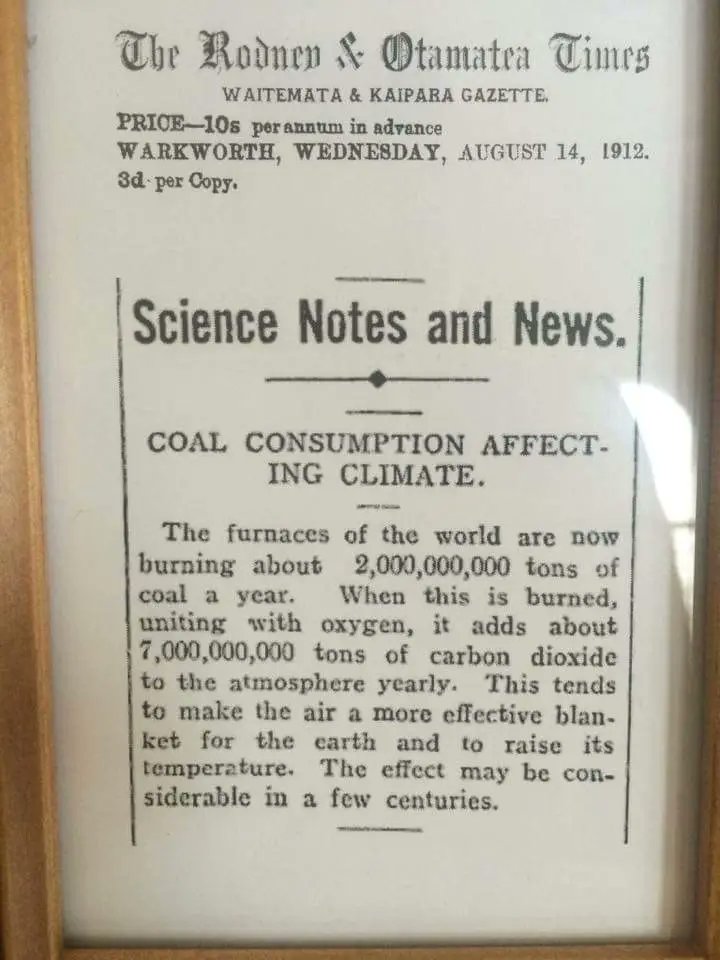 The Rodney & Otamatea Times
WAITEMATA & KAIPARA GAZETTE.
PRICE—10s per annum in advance
WARKWORTH, WEDNESDAY, AUGUST 14, 1912.
3d per Copy.
Science Notes and News.
COAL CONSUMPTION AFFECT-
ING CLIMATE.
The furnaces of the world are now
burning about 2,000,000,000 tons of
coal a year. When this is burned,
uniting with oxygen, it adds about
7,000,000,000 tons of carbon dioxide
to the atmosphere yearly. This tends
to make the air a more effective blan-
ket for the earth and to raise its
temperature. The effect may be con-
siderable in a few centuries.